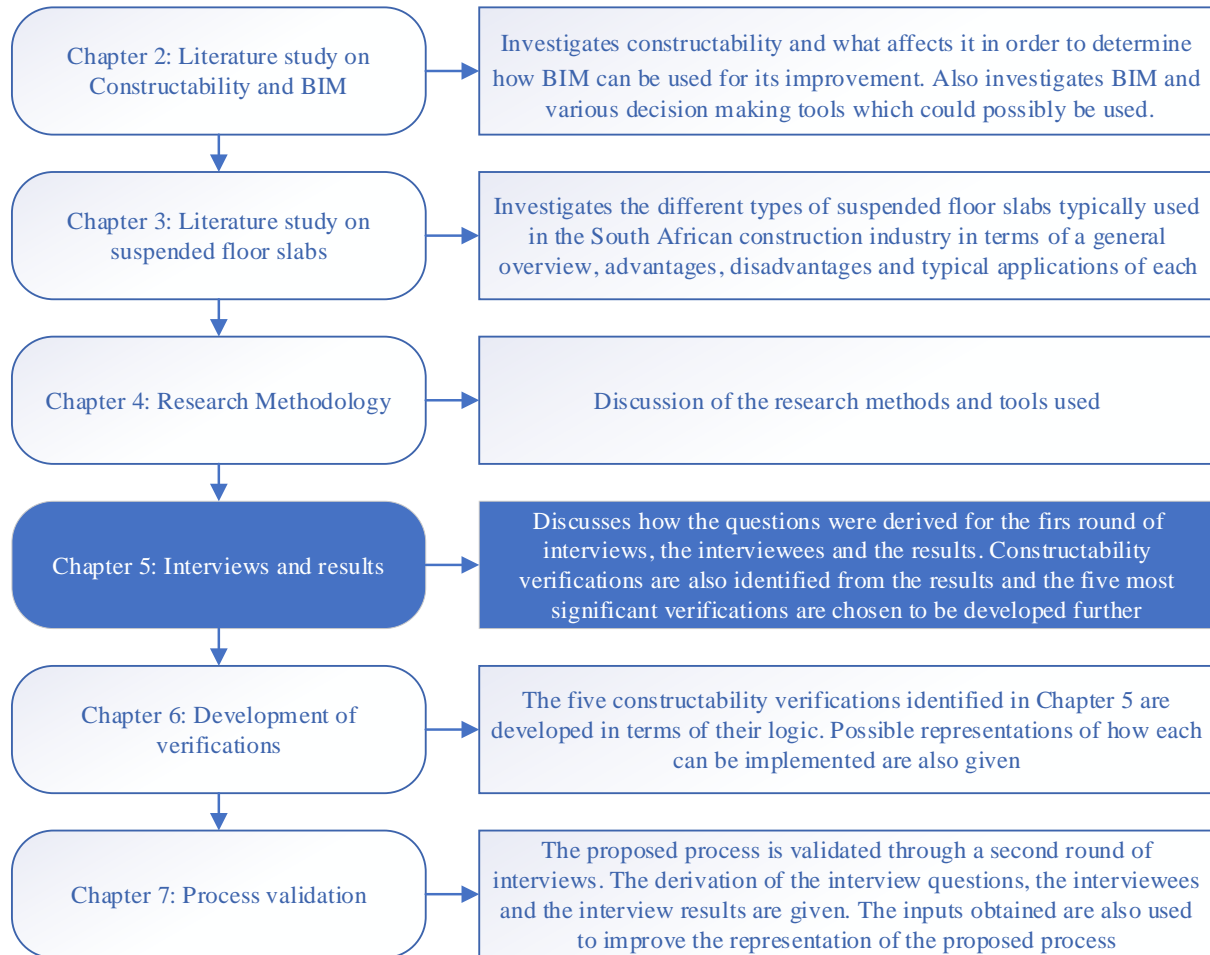 Chapter 2: Literature study on
Constructability and BIM
Investigates constructability and what affects it in order to determine
how BIM can be used for its improvement. Also investigates BIM and
various decision making tools which could possibly be used.
Chapter 3: Literature study on
suspended floor slabs
Investigates the different types of suspended floor slabs typically used
in the South African construction industry in terms of a general
overview, advantages, disadvantages and typical applications of each
Chapter 4: Research Methodology
Discussion of the research methods and tools used
Chapter 5: Interviews and results
Discusses how the questions were derived for the firs round of
interviews, the interviewees and the results. Constructability
verifications are also identified from the results and the five most
significant verifications are chosen to be developed further
Chapter 6: Development of
verifications
The five constructability verifications identified in Chapter 5 are
developed in terms of their logic. Possible representations of how each
can be implemented are also given
Chapter 7: Process validation
The proposed process is validated through a second round of
interviews. The derivation of the interview questions, the interviewees
and the interview results are given. The inputs obtained are also used
to improve the representation of the proposed process